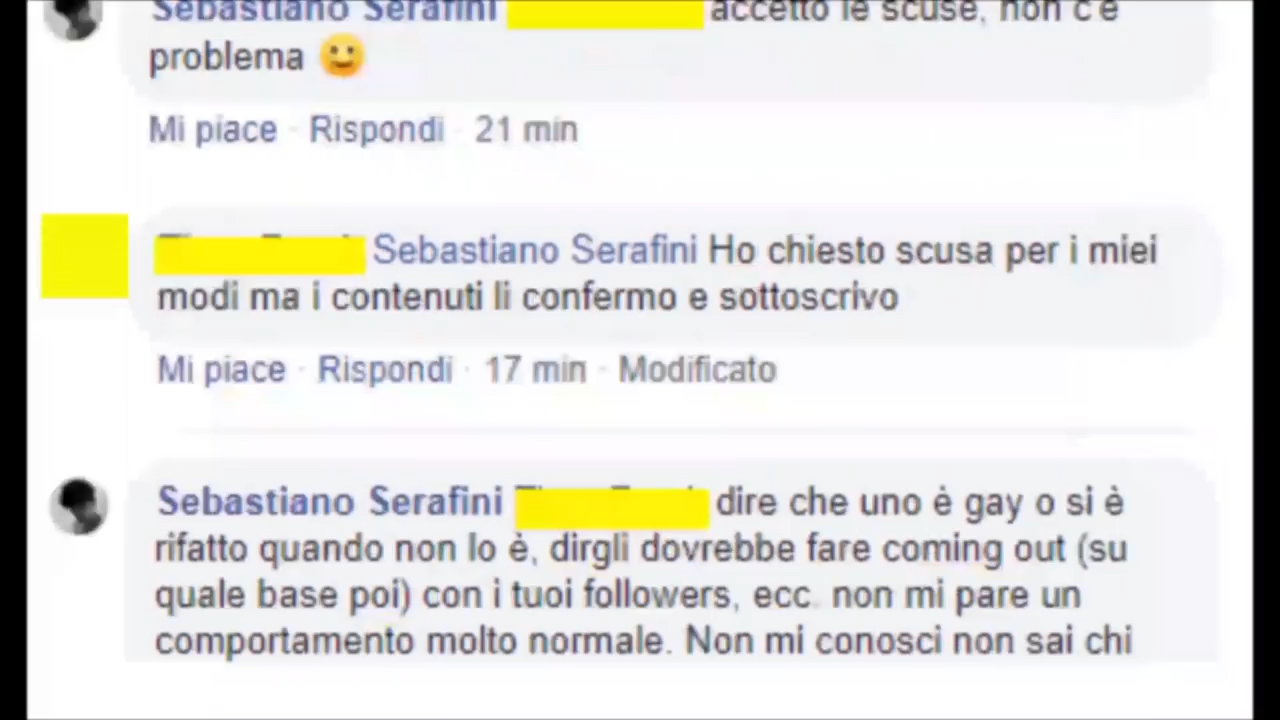 Sebastiano Serafini accetto le scuse, non c'è
problema 🙂
Mi piace · Rispondi · 21 min
Sebastiano Serafini Ho chiesto scusa per i miei
modi ma i contenuti li confermo e sottoscrivo
Mi piace · Rispondi · 17 min · Modificato
Sebastiano Serafini dire che uno è gay o si è
rifatto quando non lo è, dirgli dovrebbe fare coming out (su
quale base poi) con i tuoi followers, ecc. non mi pare un
comportamento molto normale. Non mi conosci non sai chi